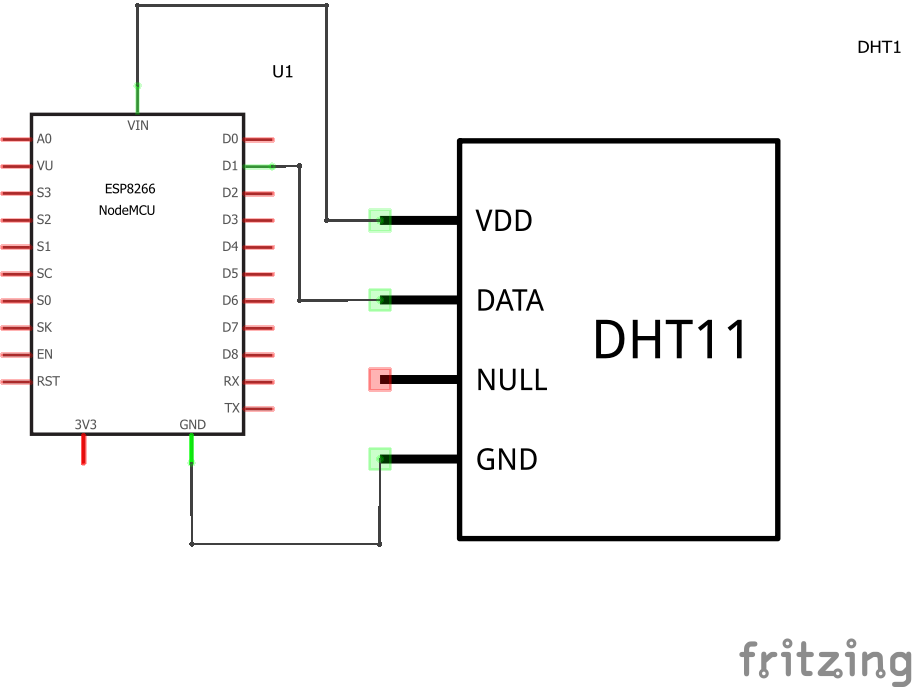 U1
DHT1
VIN
A0
VU
S3
S2
S1
SC
S0
SK
EN
RST
D0
D1
D2
D3
D4
D5
D6
D7
D8
RX
TX
ESP8266
NodeMCU
3V3
GND
VDD
DATA
NULL
GND
DHT11
fritzing